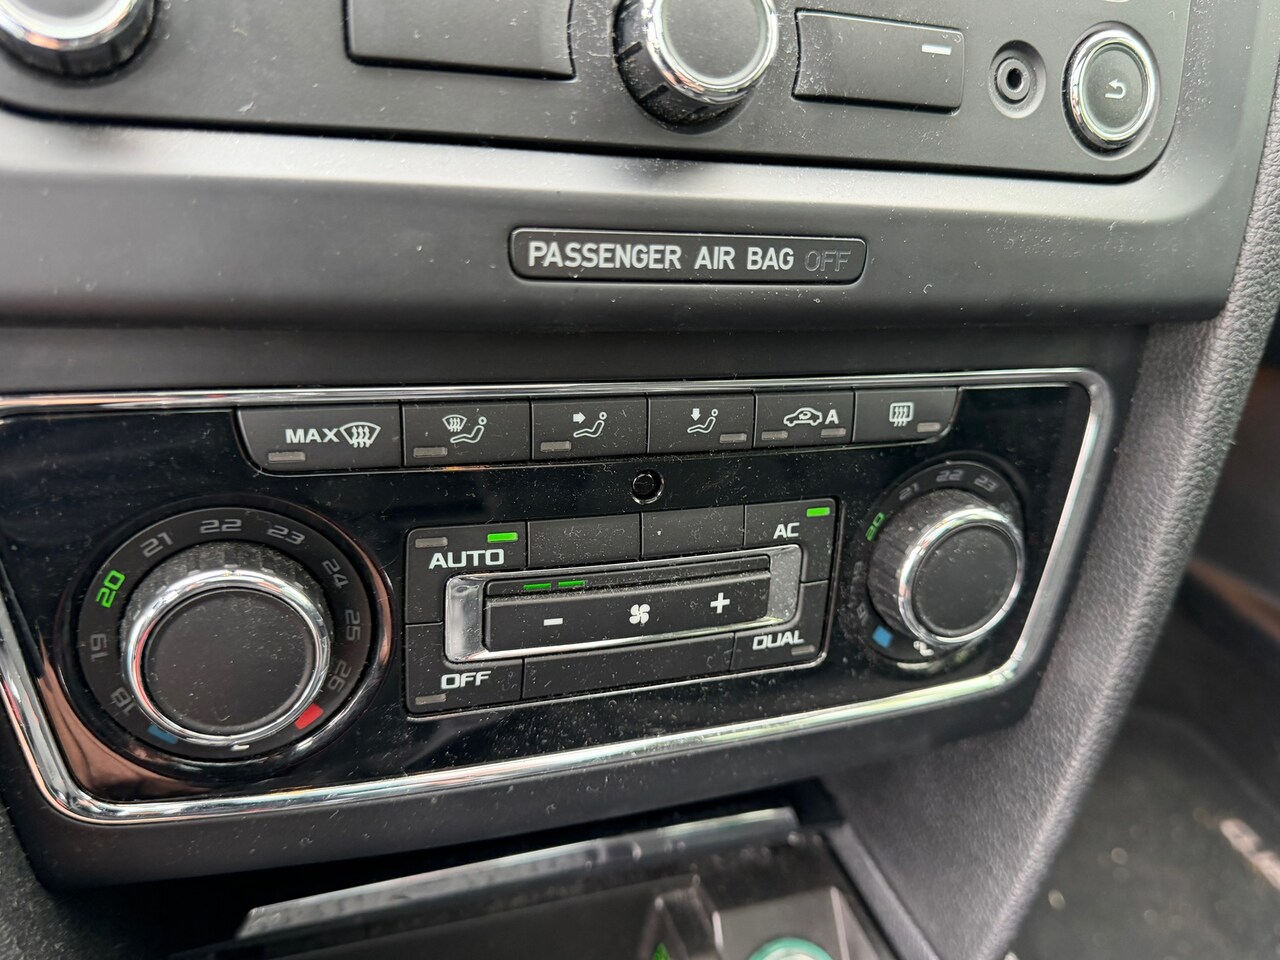 PASSENGER AIR BAG OFF
MAX
A
AUTO
AC
OFF
DUAL
18 19 20 21 22 23 24 25 26
20 21 22 23